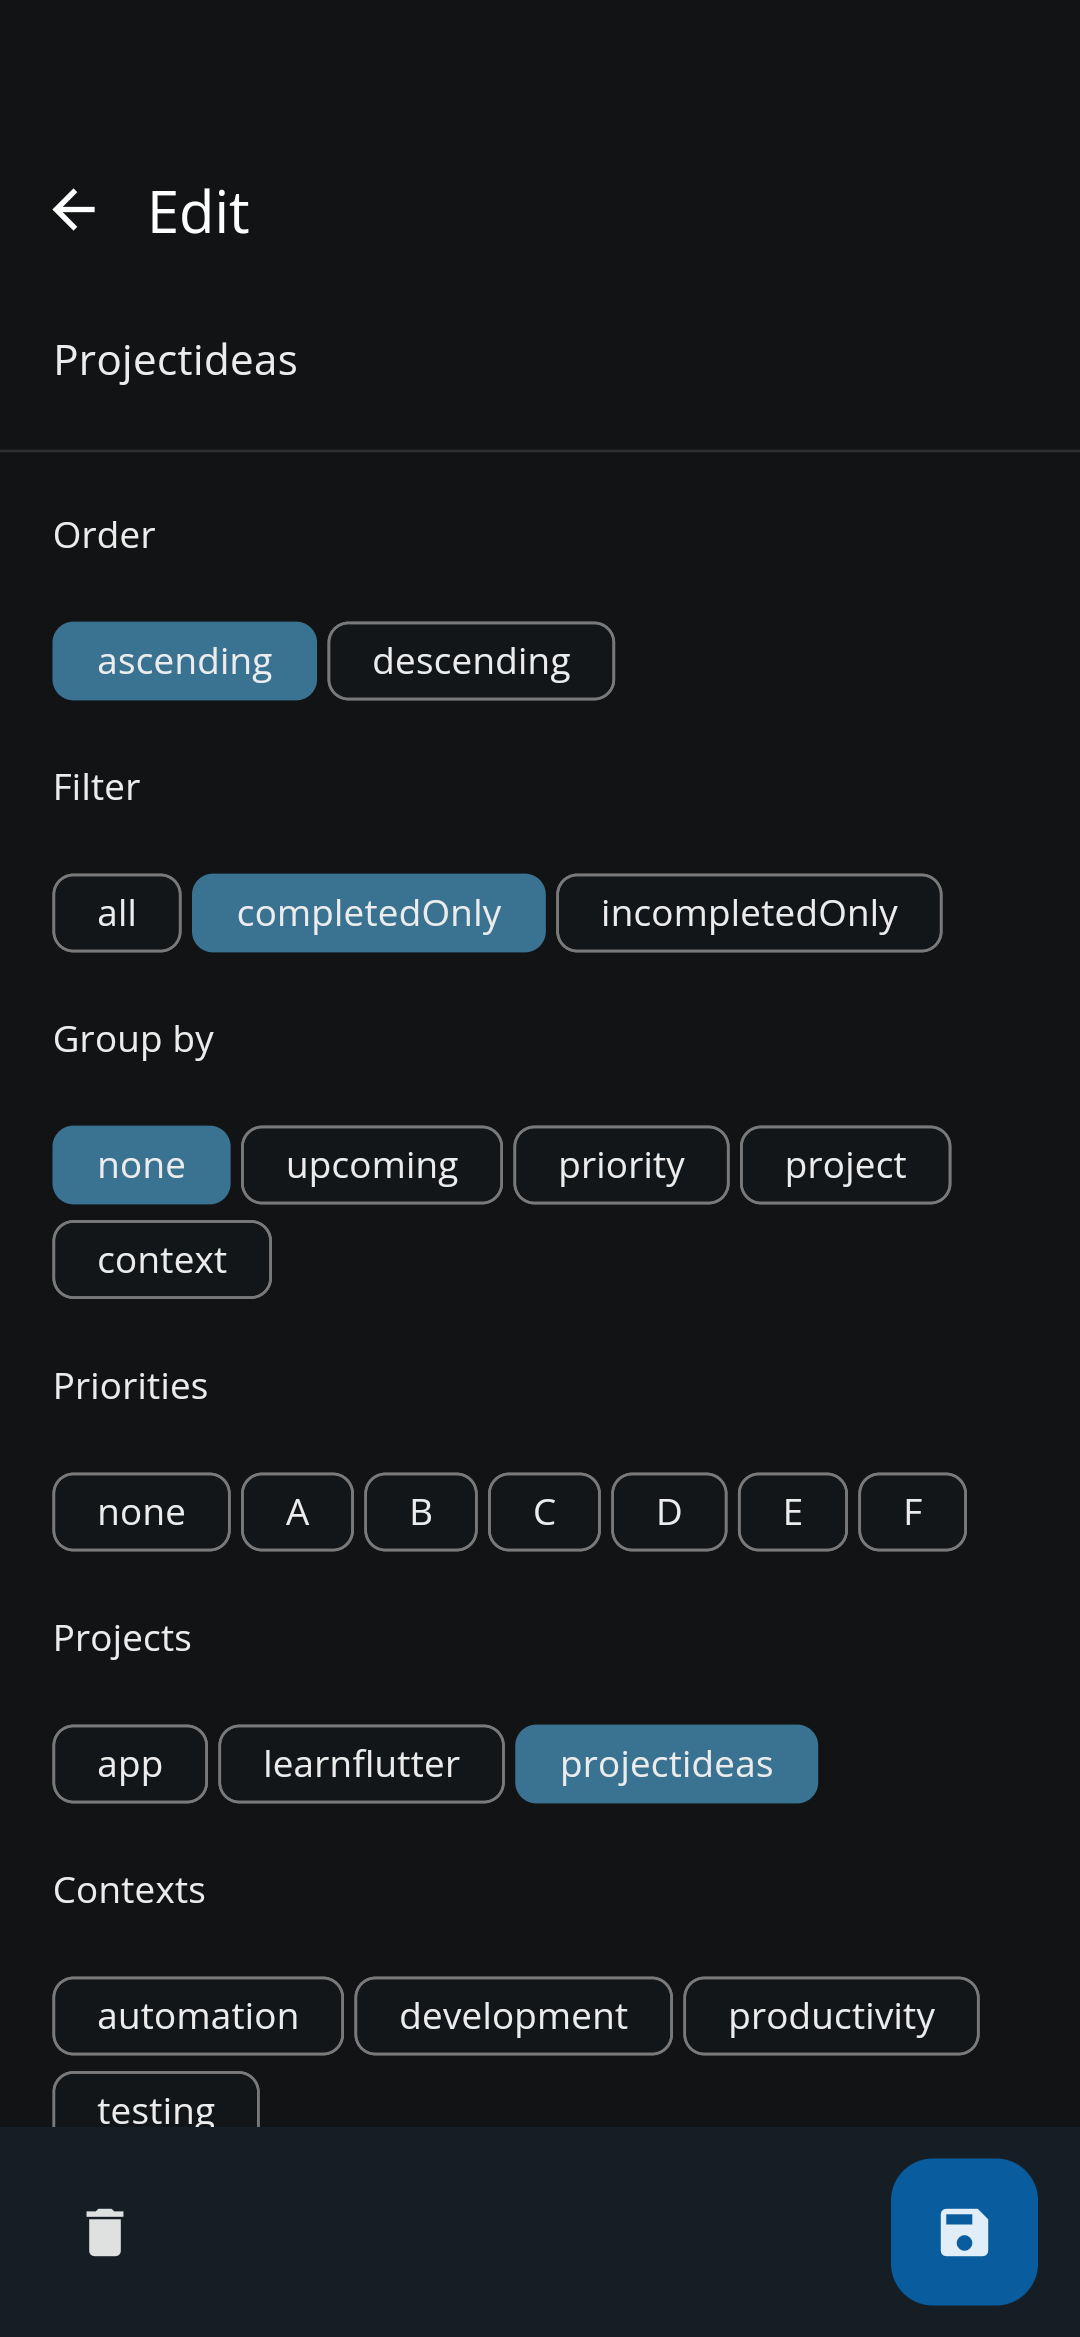 Edit
Projectideas
Order
ascending descending
Filter
all completedOnly incompletedOnly
Group by
none upcoming priority project
context
Priorities
none A B C D E F
Projects
app learnflutter projectideas
Contexts
automation development productivity
testing